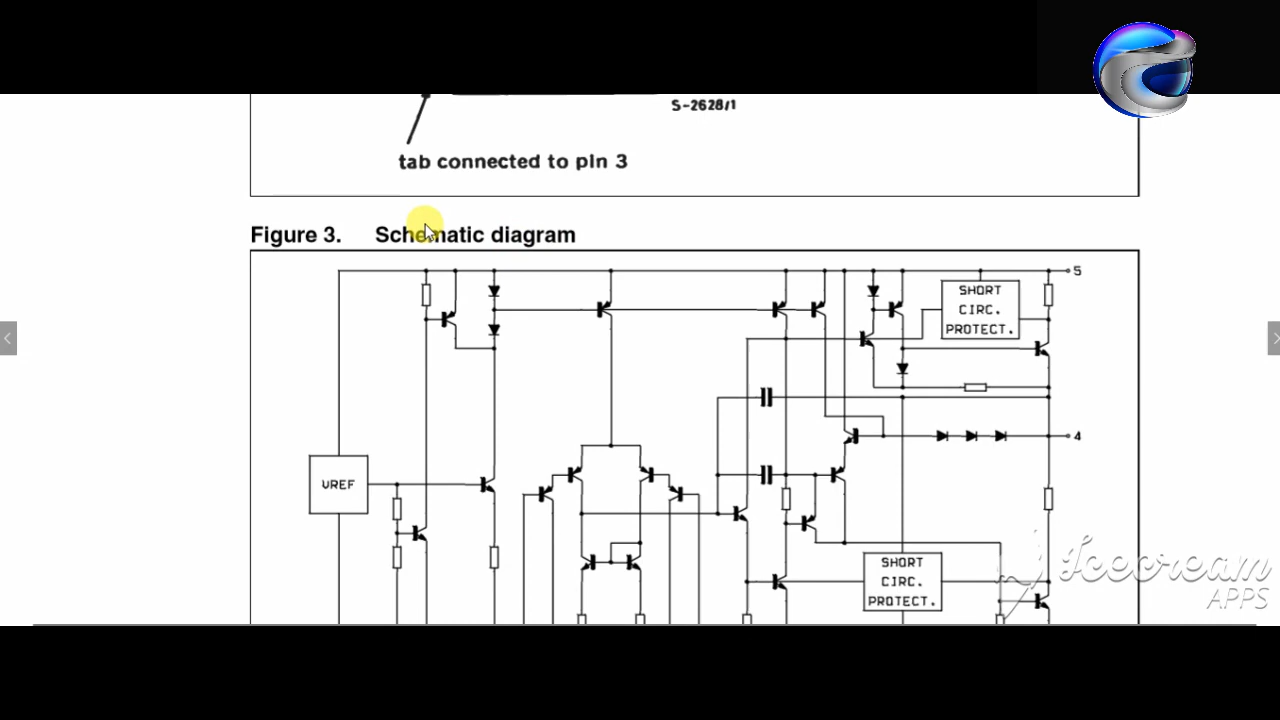 S-2628/1
tab connected to pin 3
Figure 3. Schematic diagram
5
SHORT
CIRC.
PROTECT.
4
VREF
SHORT
CIRC.
PROTECT.
Icecream
APPS